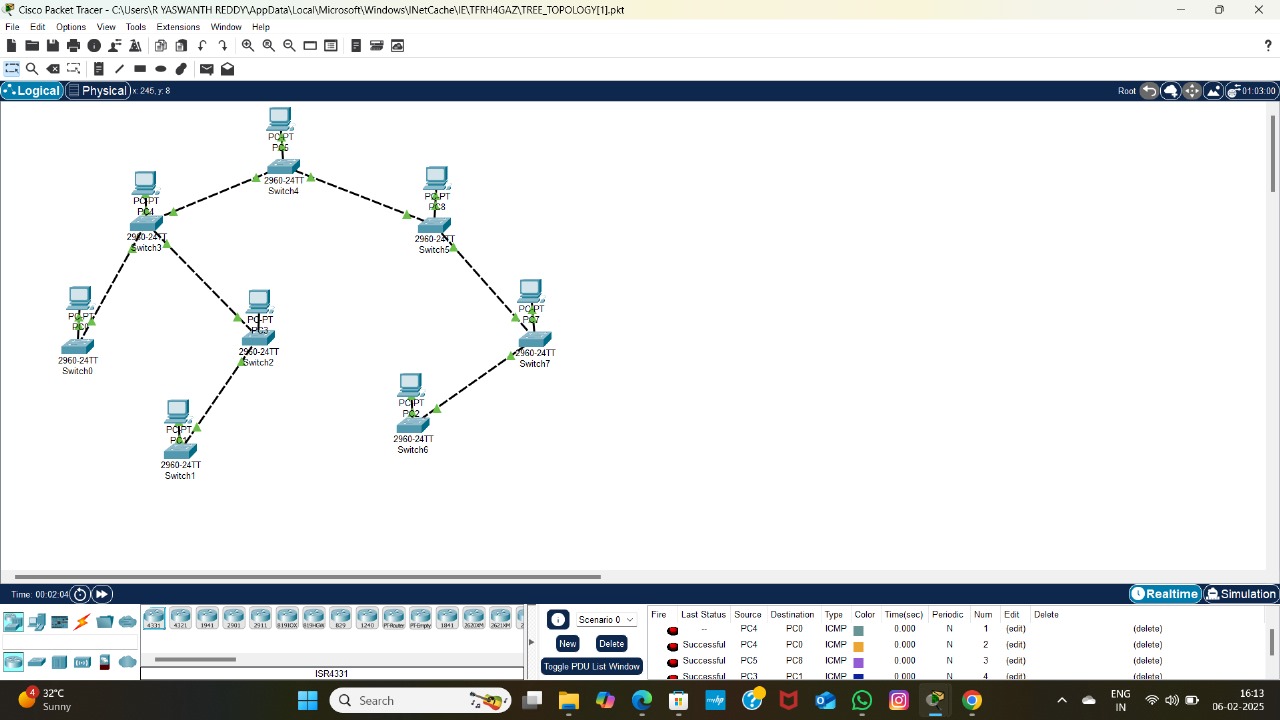 Cisco Packet Tracer - C:\Users\R YASWANTH REDDY\AppData\Local\Microsoft\Windows\INetCache\IE\TFRH4GAZ\TREE_TOPOLOGY[1].pkt
File Edit Options View Tools Extensions Window Help
Logical Physical x: 245, y: 8 Root 01:03:00
PC-PT
PC5
2960-24TT
Switch4
PC-PT
PC4
2960-24TT
Switch3
PC-PT
PC8
2960-24TT
Switch5
PC-PT
2960-24TT
Switch0
PC-PT
PC3
2960-24TT
Switch2
PC-PT
PC7
2960-24TT
Switch7
PC-PT
PC2
2960-24TT
Switch6
PC-PT
PC1
2960-24TT
Switch1
Time: 00:02:04 Realtime Simulation
4331 4321 1941 2901 2911 819IOX 819HGW 829 1240 PT-Router PT-Empty 1841 2620XM 2621XM
ISR4331
Scenario 0
New Delete
Toggle PDU List Window
Fire Last Status Source Destination Type Color Time(sec) Periodic Num Edit Delete
-- PC4 PC0 ICMP 0.000 N 1 (edit) (delete)
Successful PC4 PC0 ICMP 0.000 N 2 (edit) (delete)
Successful PC5 ICMP 0.000 N 3 (edit) (delete)
Successful PC3 PC1 ICMP 0.000 N 4 (edit) (delete)
4
32°C
Sunny
Search
ENG
IN
16:13
06-02-2025